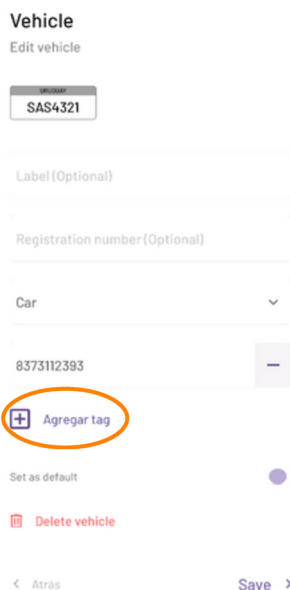 Vehicle
Edit vehicle
URUGUAY
SAS4321
Label (Optional)
Registration number (Optional)
Car
8373112393
Agregar tag
Set as default
Delete vehicle
Atrás
Save